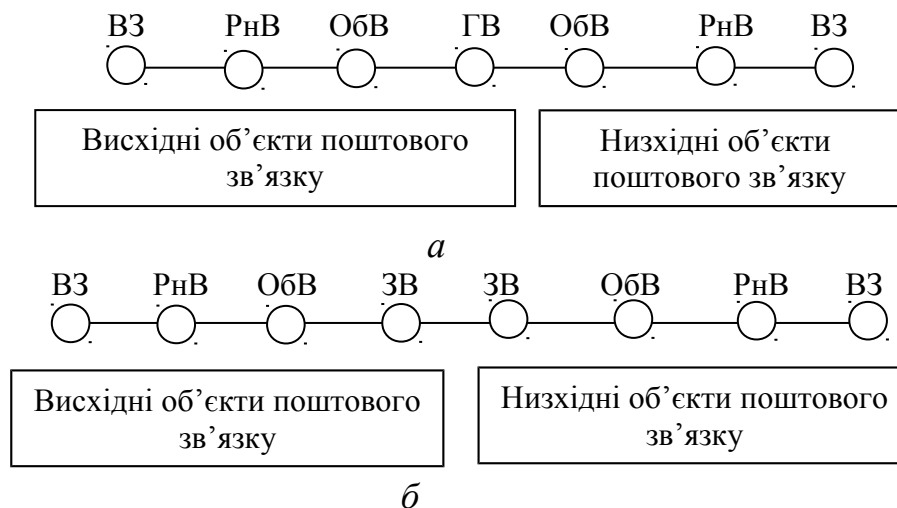 ВЗ РнВ ОбВ ГВ ОбВ РнВ ВЗ
Висхідні об’єкти поштового
зв’язку
Низхідні об’єкти
поштового зв’язку
а
ВЗ РнВ ОбВ ЗВ ЗВ ОбВ РнВ ВЗ
Висхідні об’єкти поштового
зв’язку
Низхідні об’єкти поштового
зв’язку
б